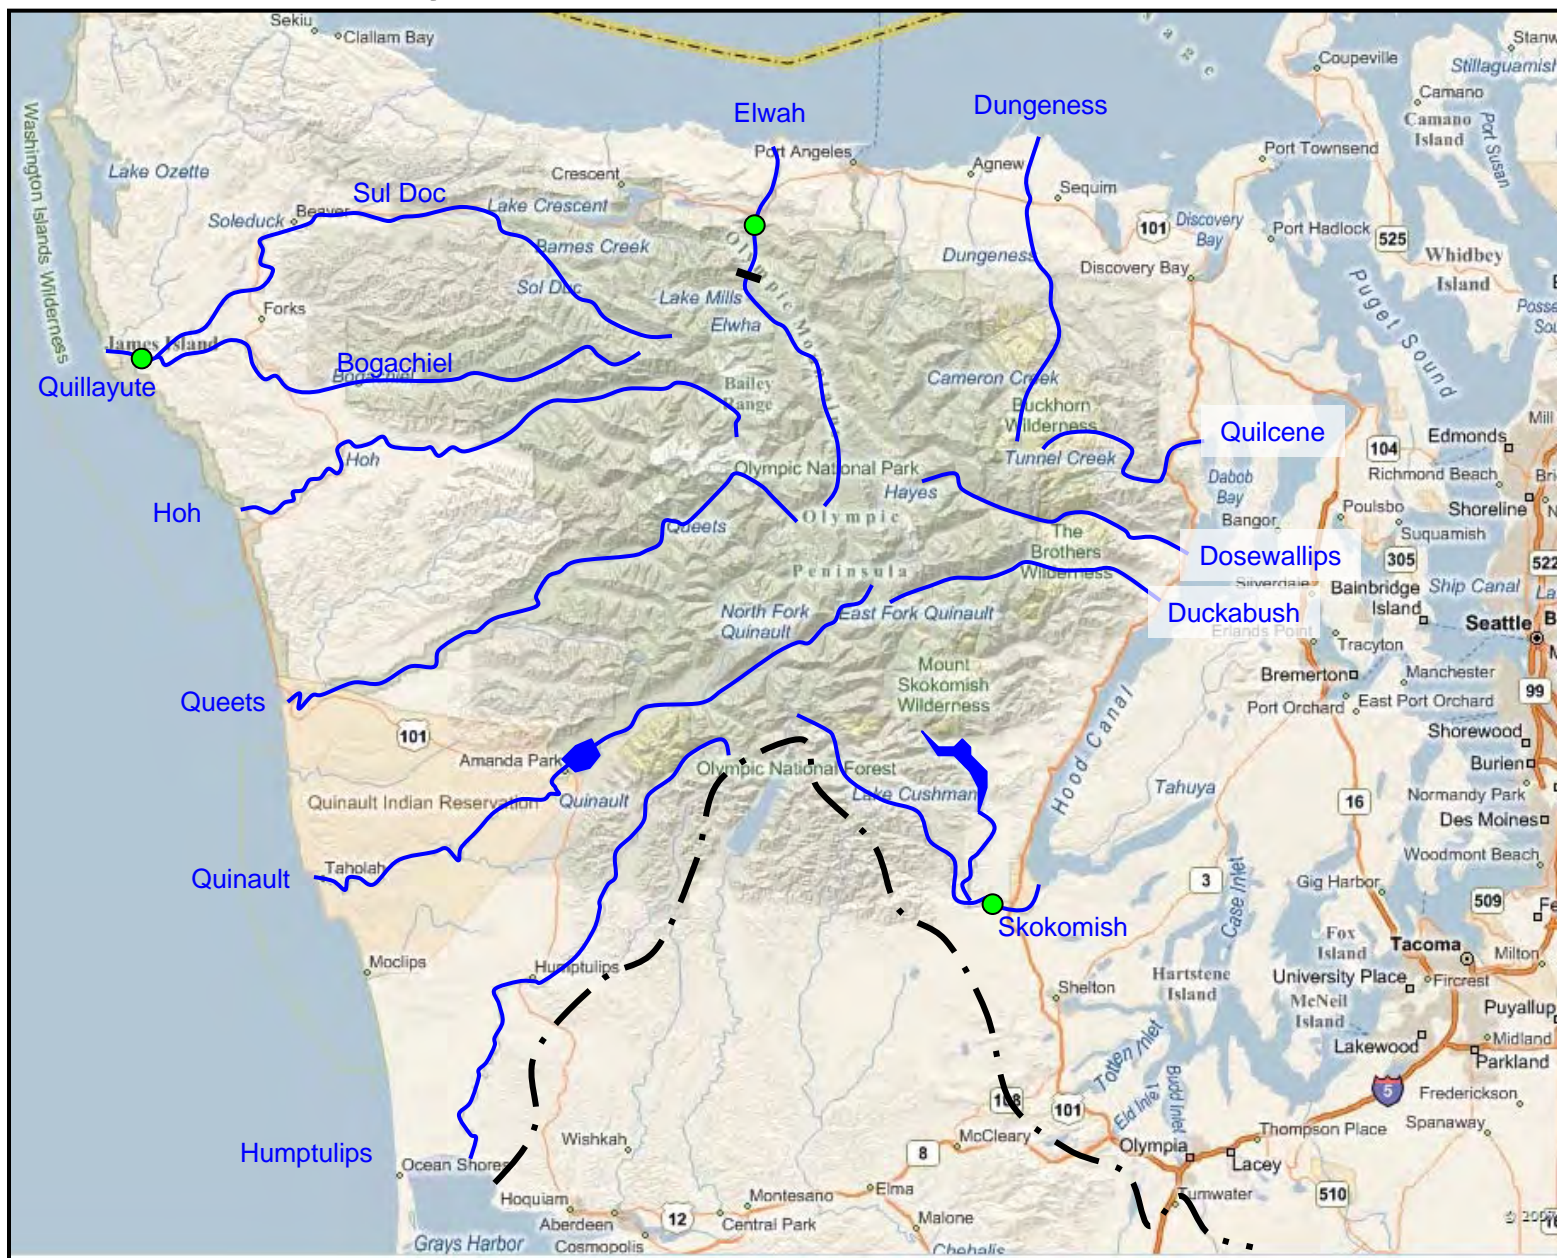 Sekiu
Clallam Bay
Coupeville
Stillaguamish
Camano
Camano
Island
Port Susan
Washington Islands Wilderness
Elwah
Dungeness
Port Angeles
Agnew
Port Townsend
Lake Ozette
Crescent
Sequim
Sul Doc
Lake Crescent
Soleduck
Beaver
101
Discovery
Bay
Port Hadlock
525
Whidbey
Island
Barnes Creek
Dungeness
Discovery Bay
Sol Duc
Lake Mills
Elwha
Forks
Puget Sound
James Island
Quillayute
Bogachiel
Bogachiel
Bailey
Range
Cameron Creek
Buckhorn
Wilderness
Quilcene
104
Edmonds
Mill
Hoh
Tunnel Creek
Olympic National Park
Hayes
Dabob
Bay
Richmond Beach
Poulsbo
Shoreline
Hoh
Queets
Olympic
Peninsula
Bangor
Suquamish
The
Brothers
Wilderness
Dosewallips
305
522
Silverdale
Bainbridge
Island
Ship Canal
Duckabush
North Fork
Quinault
East Fork Quinault
Erlands Point
Seattle
Tracyton
Mount
Skokomish
Wilderness
Bremerton
Manchester
Queets
Port Orchard
East Port Orchard
99
101
Hood Canal
Shorewood
Amanda Park
Burien
Olympic National Forest
Lake Cushman
Tahuya
Quinault Indian Reservation
Quinault
16
Normandy Park
Des Moines
Woodmont Beach
Quinault
Taholah
3
Case Inlet
Gig Harbor
509
Skokomish
Fox
Island
Tacoma
Milton
Moclips
Humptulips
Shelton
Hartstene
Island
University Place
Fircrest
McNeil
Island
Puyallup
Lakewood
Midland
Parkland
Totten Inlet
Eld Inlet
Budd Inlet
108
101
5
Frederickson
Spanaway
Humptulips
Wishkah
McCleary
8
Olympia
Thompson Place
Lacey
Ocean Shores
Hoquiam
Montesano
Elma
Tumwater
510
Aberdeen
12
Central Park
Malone
Cosmopolis
Grays Harbor
Chehalis